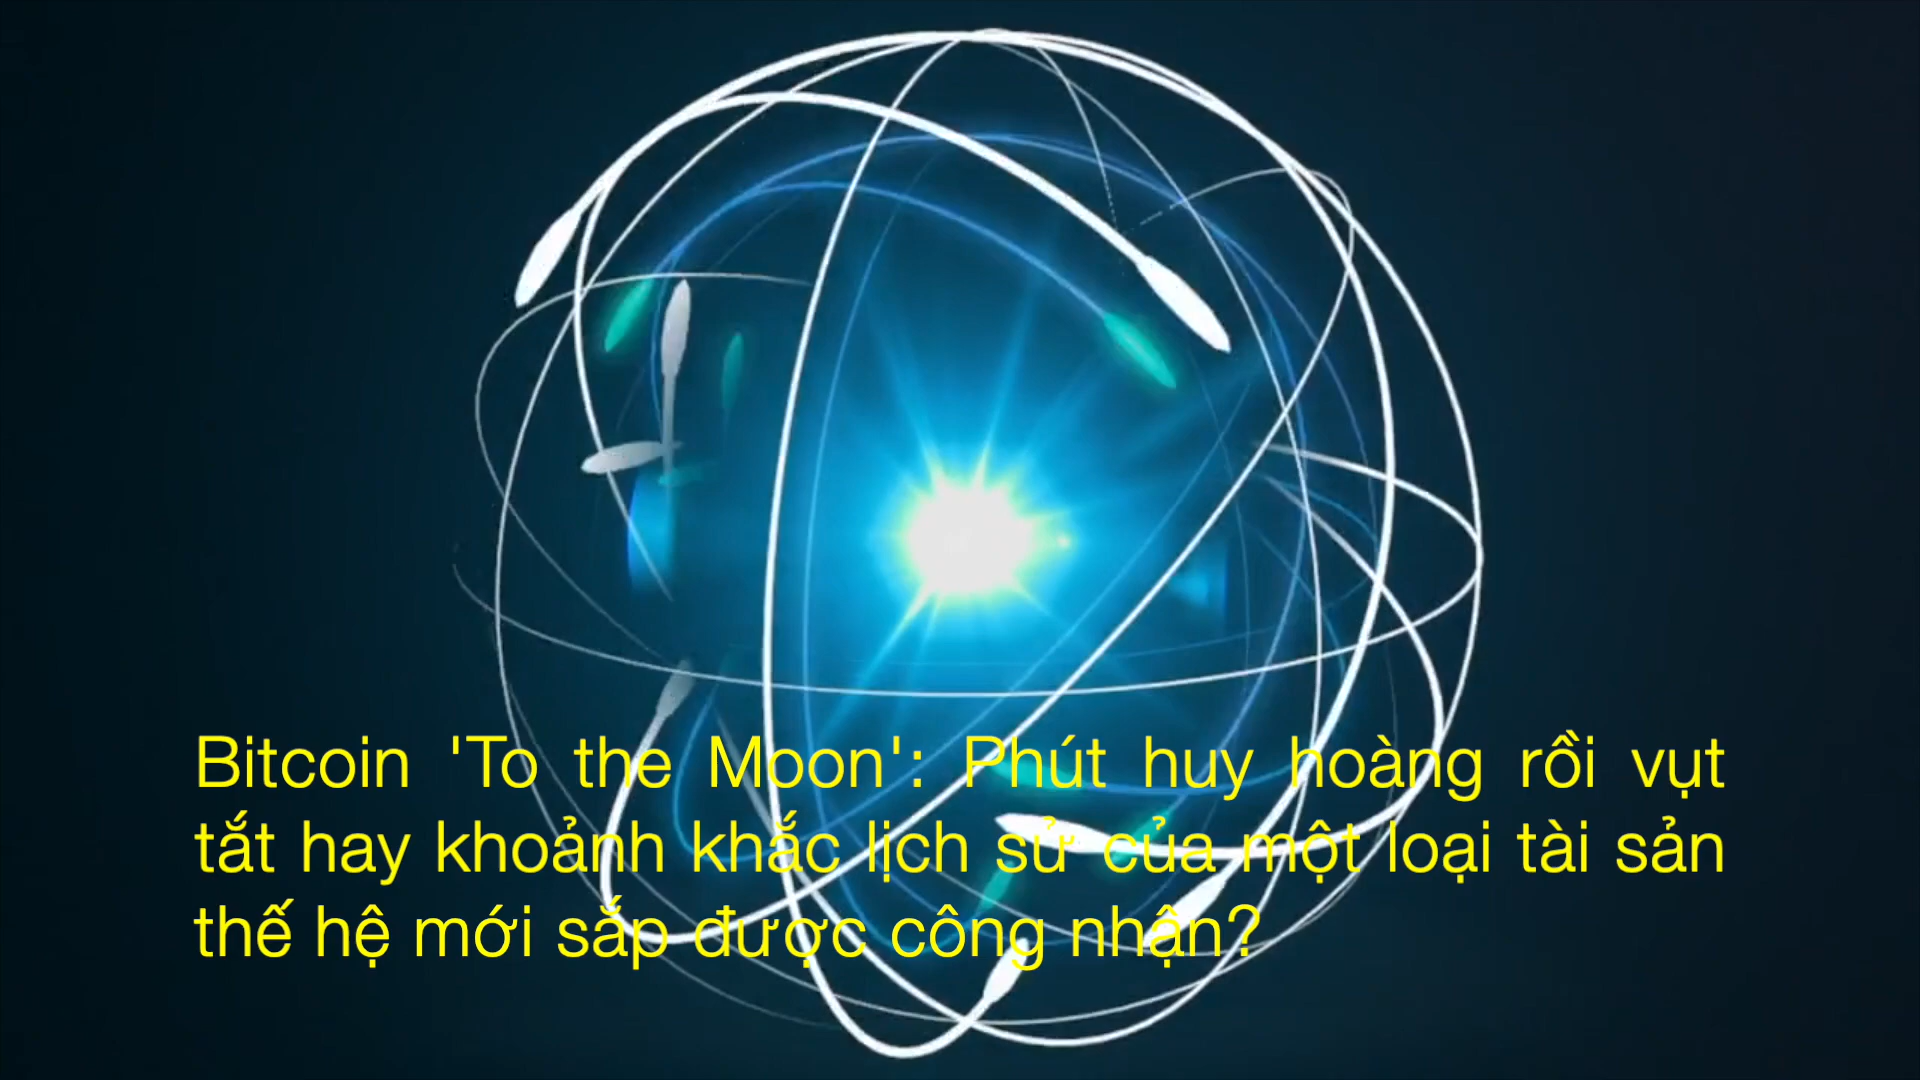 Bitcoin 'To the Moon': Phút huy hoàng rồi vụt
tắt hay khoảnh khắc lịch sử của một loại tài sản
thế hệ mới sắp được công nhận?